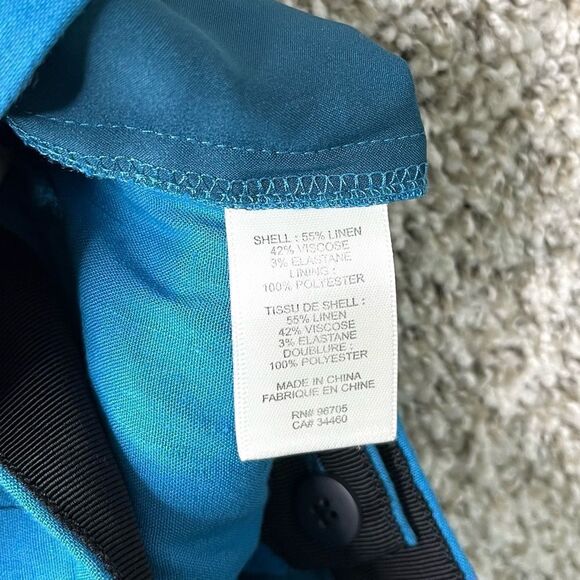 SHELL : 55% LINEN
42% VISCOSE
3% ELASTANE
LINING :
100% POLYESTER
TISSU DE SHELL :
55% LINEN
42% VISCOSE
3% ELASTANE
DOUBLURE :
100% POLYESTER
MADE IN CHINA
FABRIQUE EN CHINE
RN# 96705
CA# 34460